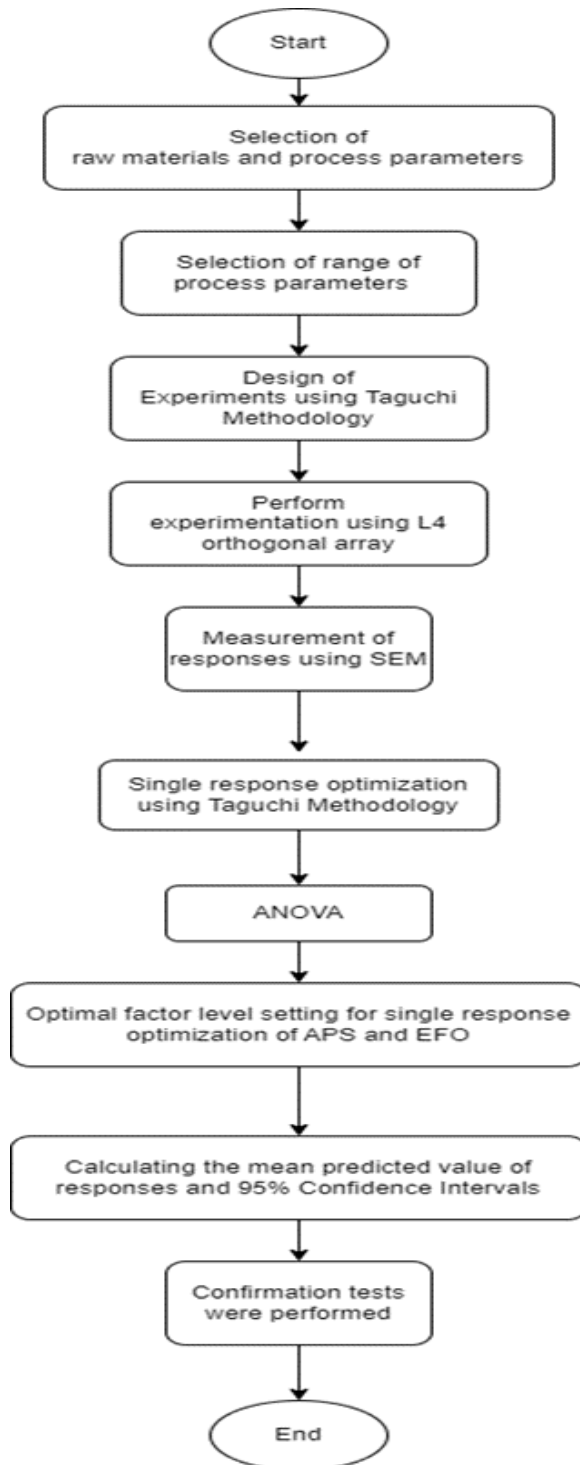 Start
Selection of
raw materials and process parameters
Selection of range of
process parameters
Design of
Experiments using Taguchi
Methodology
Perform
experimentation using L4
orthogonal array
Measurement of
responses using SEM
Single response optimization
using Taguchi Methodology
ANOVA
Optimal factor level setting for single response
optimization of APS and EFO
Calculating the mean predicted value of
responses and 95% Confidence Intervals
Confirmation tests
were performed
End